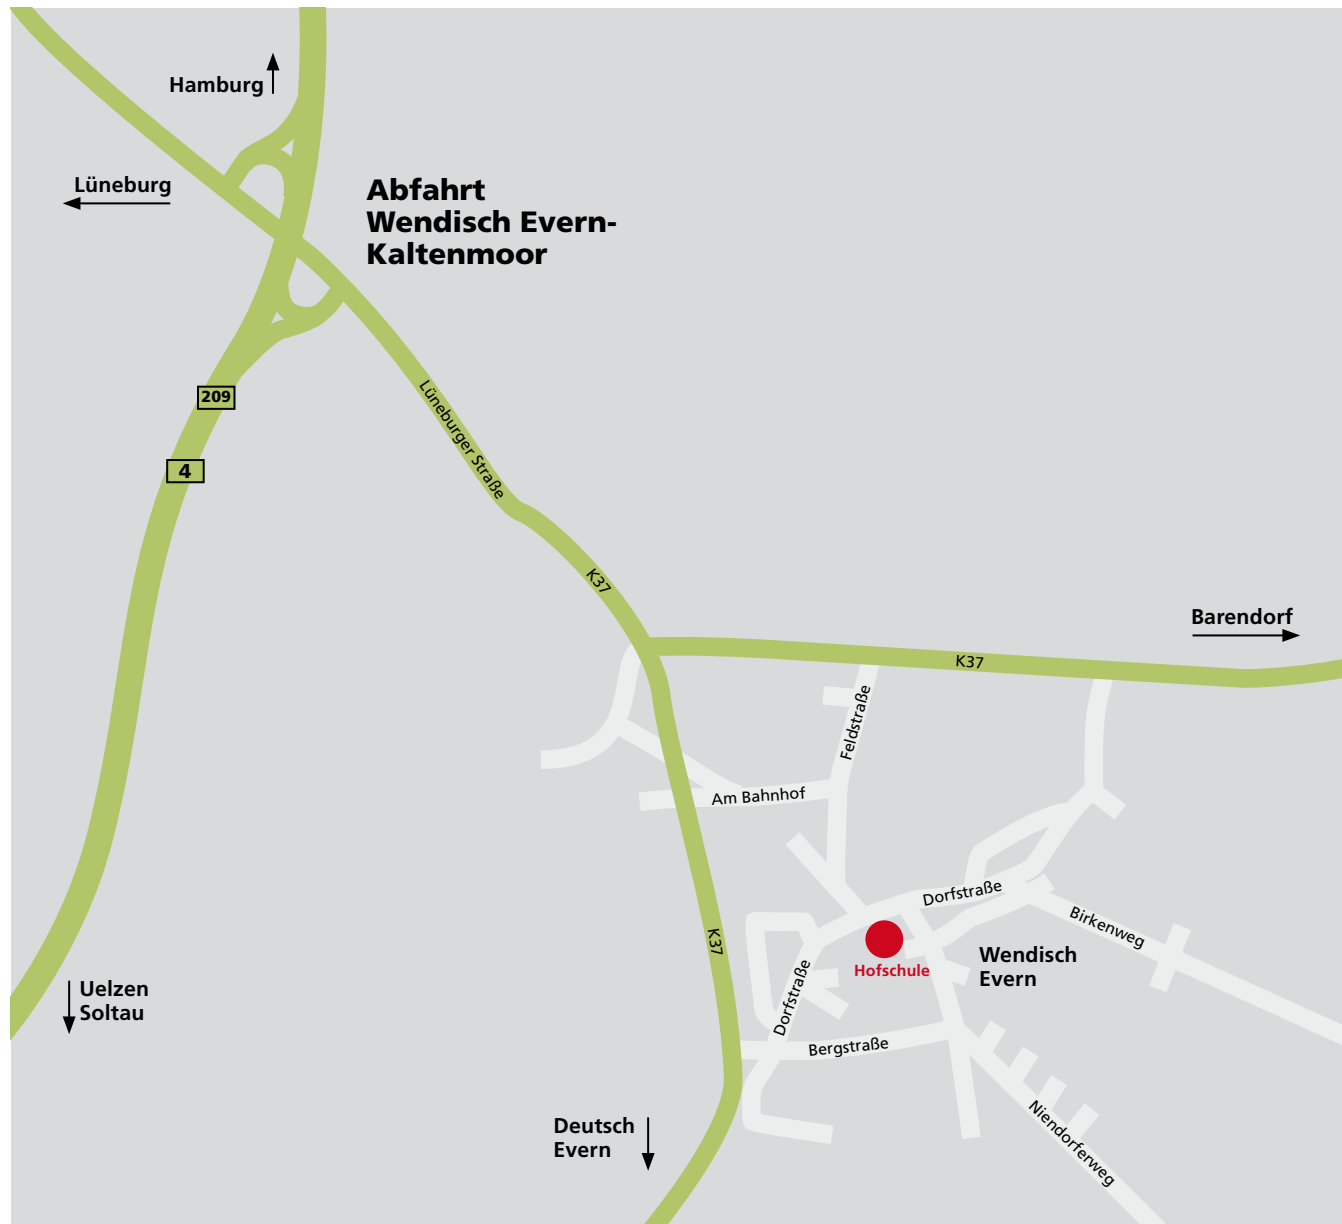 Hamburg
Lüneburg
Abfahrt
Wendisch Evern-
Kaltenmoor
209
4
Lüneburger Straße
K37
Barendorf
K37
Feldstraße
Am Bahnhof
Dorfstraße
Birkenweg
K37
Hofschule
Wendisch
Evern
Dorfstraße
Uelzen
Soltau
Bergstraße
Niendorferweg
Deutsch
Evern